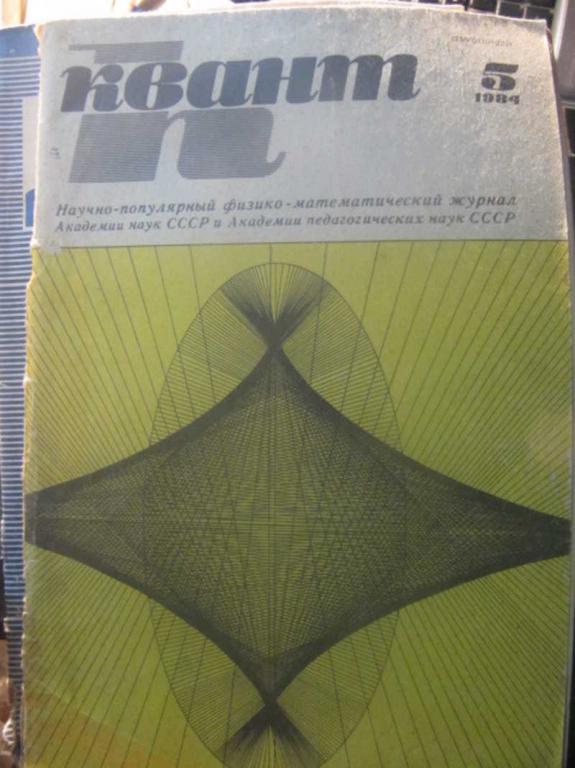 квант
5
1984
Научно-популярный физико-математический журнал
Академии наук СССР и Академии педагогических наук СССР